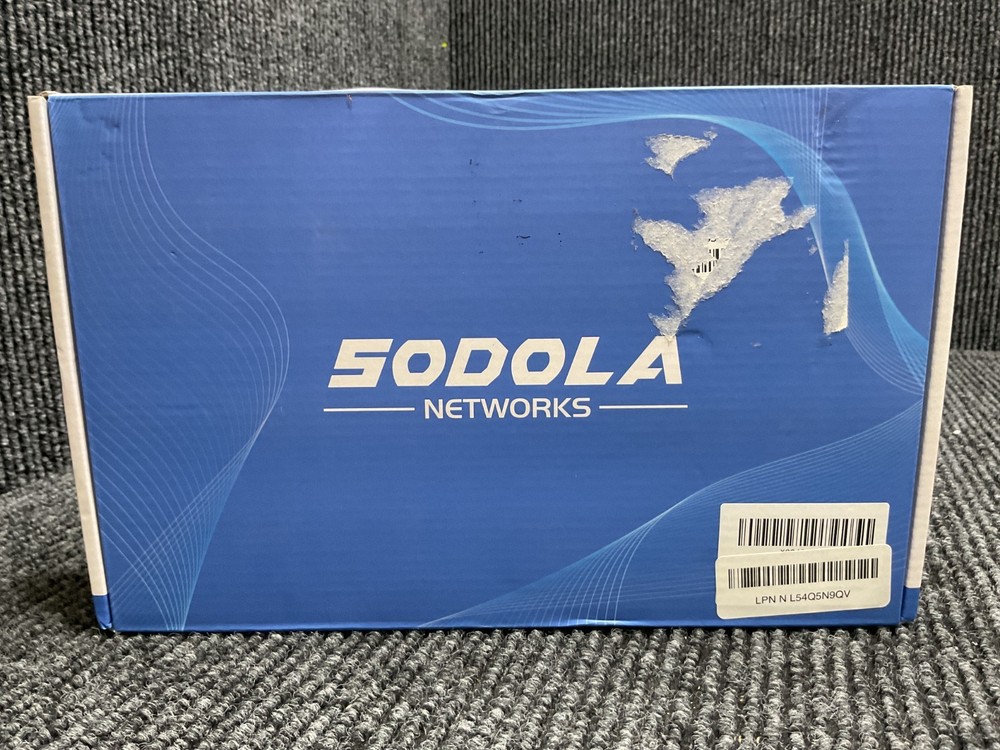 SODOLA
NETWORKS
LPN N L54Q5N9QV